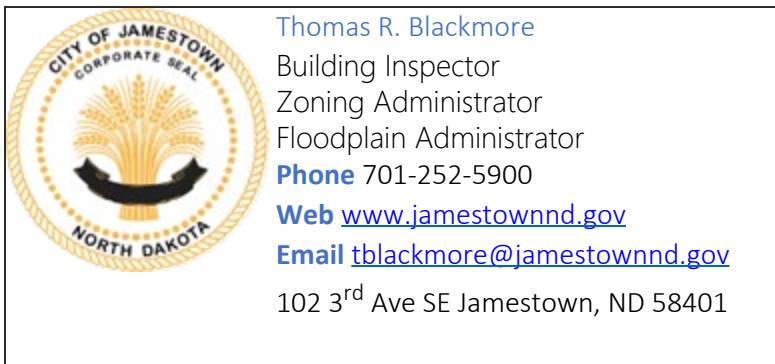 CITY OF JAMESTOWN
CORPORATE SEAL
NORTH DAKOTA
Thomas R. Blackmore
Building Inspector
Zoning Administrator
Floodplain Administrator
Phone 701-252-5900
Web www.jamestownnd.gov
Email tblackmore@jamestownnd.gov
102 3rd Ave SE Jamestown, ND 58401